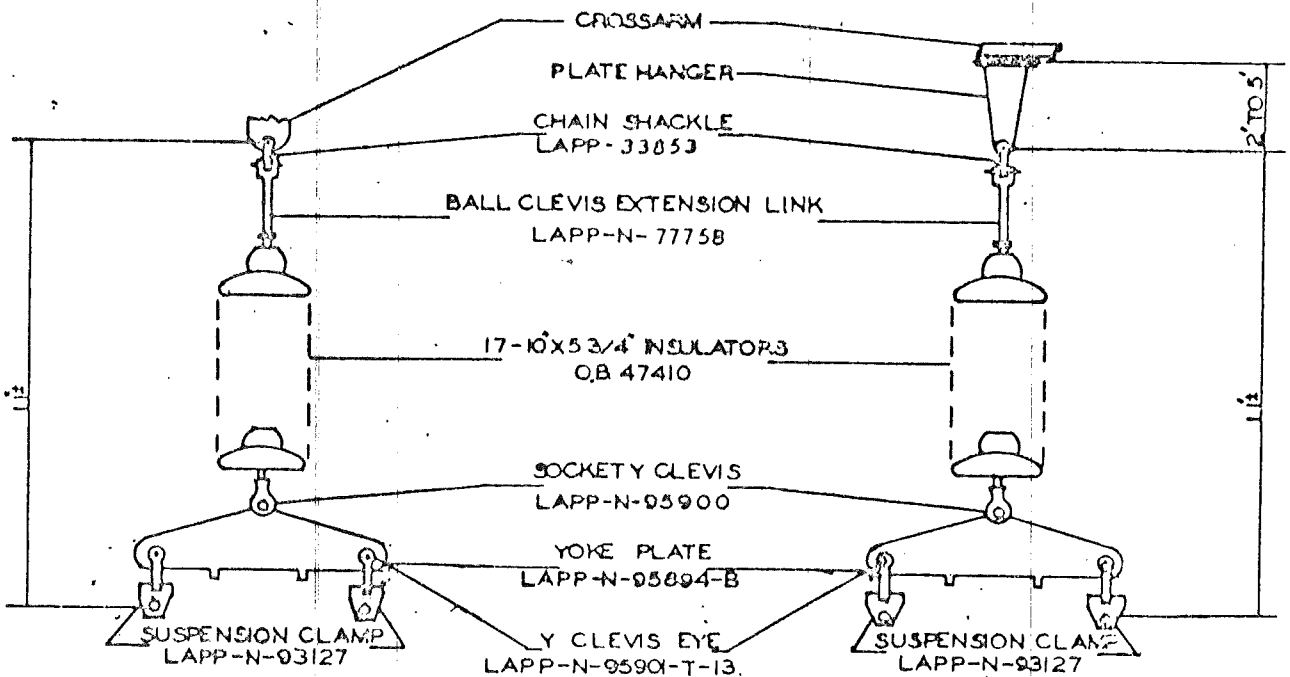 CROSSARM
PLATE HANGER
CHAIN SHACKLE
LAPP-33853
2' TO 5'
BALL CLEVIS EXTENSION LINK
LAPP-N-77758
17-10"X5 3/4" INSULATORS
O.B 47410
11'±
11'±
SOCKET Y CLEVIS
LAPP-N-95900
YOKE PLATE
LAPP-N-95894-B
SUSPENSION CLAMP
LAPP-N-93127
Y CLEVIS EYE
LAPP-N-95901-T-13.
SUSPENSION CLAMP
LAPP-N-93127